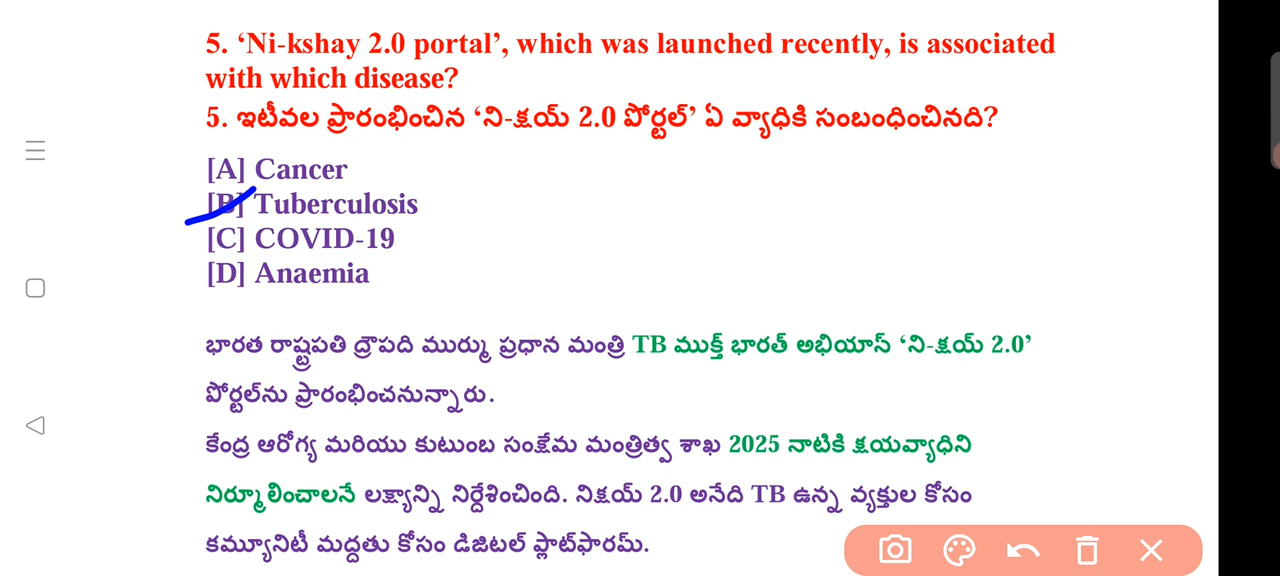 5. ‘Ni-kshay 2.0 portal’, which was launched recently, is associated
with which disease?
5. ఇటీవల ప్రారంభించిన ‘ని-క్షయ్ 2.0 పోర్టల్’ ఏ వ్యాధికి సంబంధించినది?
[A] Cancer
[B] Tuberculosis
[C] COVID-19
[D] Anaemia
భారత రాష్ట్రపతి ద్రౌపది ముర్ము ప్రధాన మంత్రి TB ముక్త్ భారత్ అభియాస్ ‘ని-క్షయ్ 2.0’
పోర్టల్‌ను ప్రారంభించనున్నారు.
కేంద్ర ఆరోగ్య మరియు కుటుంబ సంక్షేమ మంత్రిత్వ శాఖ 2025 నాటికి క్షయవ్యాధిని
నిర్మూలించాలనే లక్ష్యాన్ని నిర్దేశించింది. నిక్షయ్ 2.0 అనేది TB ఉన్న వ్యక్తుల కోసం
కమ్యూనిటీ మద్దతు కోసం డిజిటల్ ప్లాట్‌ఫారమ్.